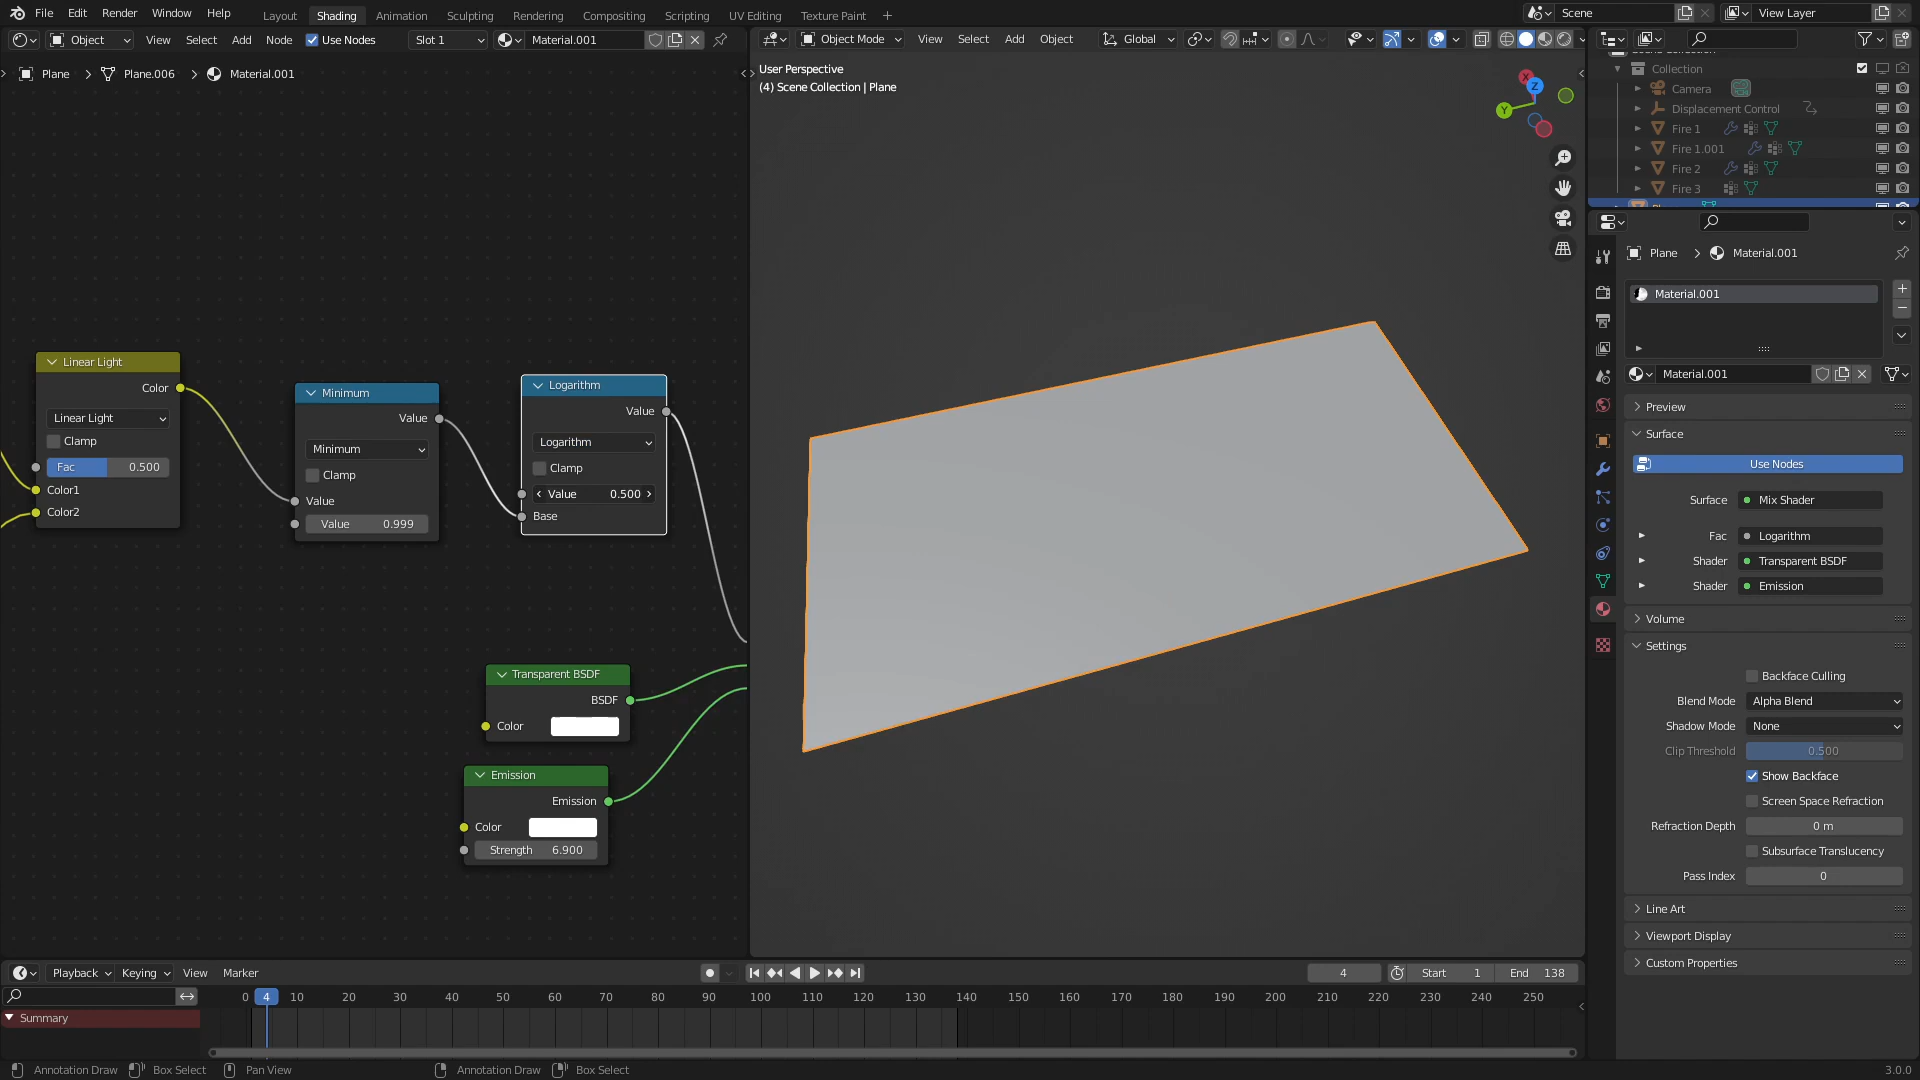 File Edit Render Window Help Layout Shading Animation Sculpting Rendering Compositing Scripting UV Editing Texture Paint + Scene View Layer
Object View Select Add Node Use Nodes Slot 1 Material.001 Object Mode View Select Add Object Global
Plane > Plane.006 > Material.001
User Perspective
(4) Scene Collection | Plane
X
Y
Z
Collection
Camera
Displacement Control
Fire 1
Fire 1.001
Fire 2
Fire 3
Plane > Material.001
Material.001
Material.001
Preview
Surface
Use Nodes
Surface Mix Shader
Fac Logarithm
Shader Transparent BSDF
Shader Emission
Volume
Settings
Backface Culling
Blend Mode Alpha Blend
Shadow Mode None
Clip Threshold 0.500
Show Backface
Screen Space Refraction
Refraction Depth 0 m
Subsurface Translucency
Pass Index 0
Line Art
Viewport Display
Custom Properties
Linear Light
Color
Linear Light
Clamp
Fac 0.500
Color1
Color2
Minimum
Value
Minimum
Clamp
Value
Value 0.999
Logarithm
Value
Logarithm
Clamp
Value 0.500
Base
Transparent BSDF
BSDF
Color
Emission
Emission
Color
Strength 6.900
Playback Keying View Marker 4 Start 1 End 138
0 4 10 20 30 40 50 60 70 80 90 100 110 120 130 140 150 160 170 180 190 200 210 220 230 240 250
Summary
Annotation Draw Box Select Pan View Annotation Draw Box Select 3.0.0